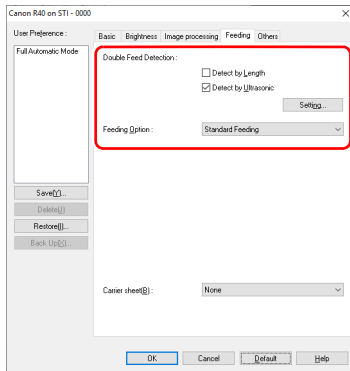 Canon R40 on STI - 0000
User Preference :
Full Automatic Mode
Save(Y)...
Delete(J)
Restore(I)...
Back Up(K)...
Basic Brightness Image processing Feeding Others
Double Feed Detection :
Detect by Length
Detect by Ultrasonic
Setting...
Feeding Option : Standard Feeding
Carrier sheet(B) : None
OK Cancel Default Help